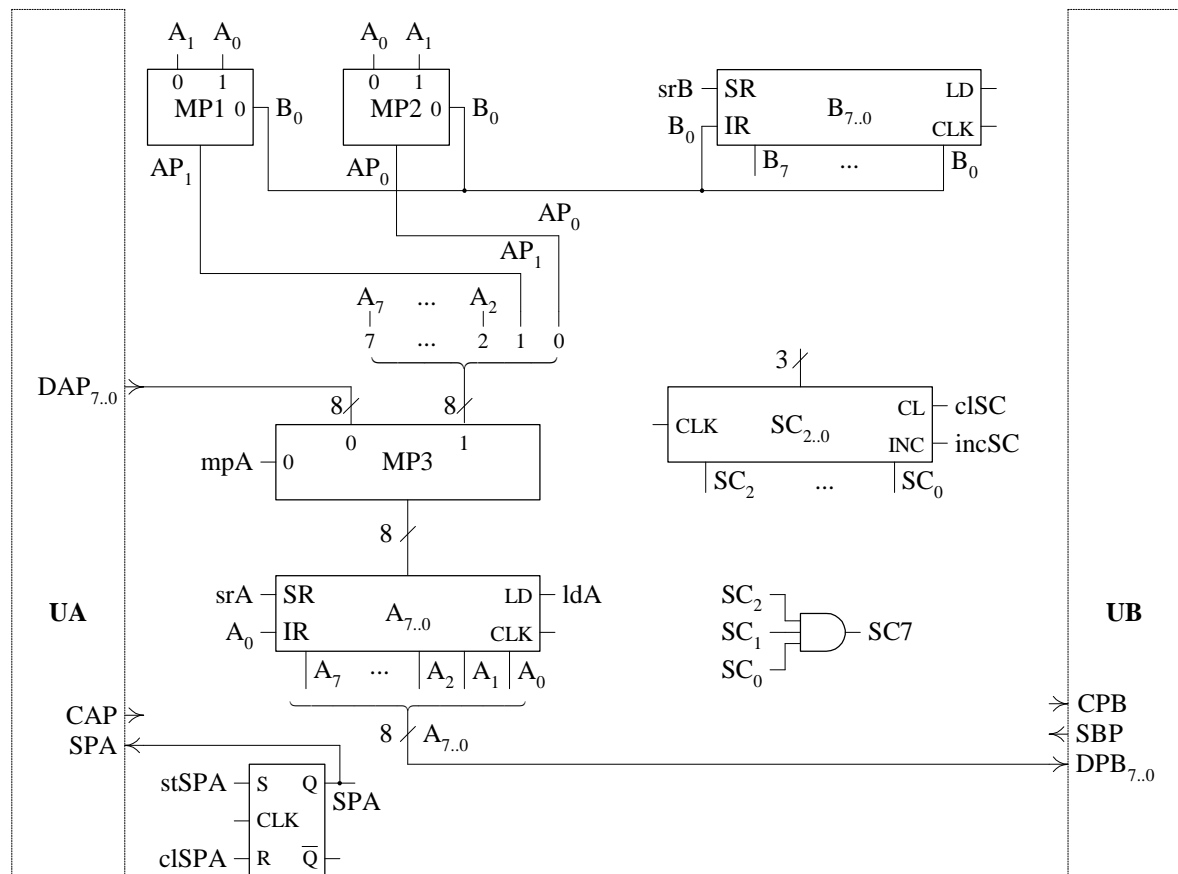 A1 A0 A0 A1
0 1 0 1
MP1 0 B0 MP2 0 B0
srB SR B7..0 LD
B0 IR CLK
B7 ... B0
AP1 AP0
AP0
AP1
A7 ... A2
7 ... 2 1 0
3
DAP7..0
8 8
CLK SC2..0 CL clSC
INC incSC
0 1
mpA 0 MP3
SC2 ... SC0
8
srA SR A7..0 LD ldA
A0 IR CLK
SC2
SC1 SC7
SC0
UA UB
A7 ... A2 A1 A0
CAP CPB
8 A7..0
SPA SBP
DPB7..0
stSPA S Q
SPA
CLK
clSPA R Q̅